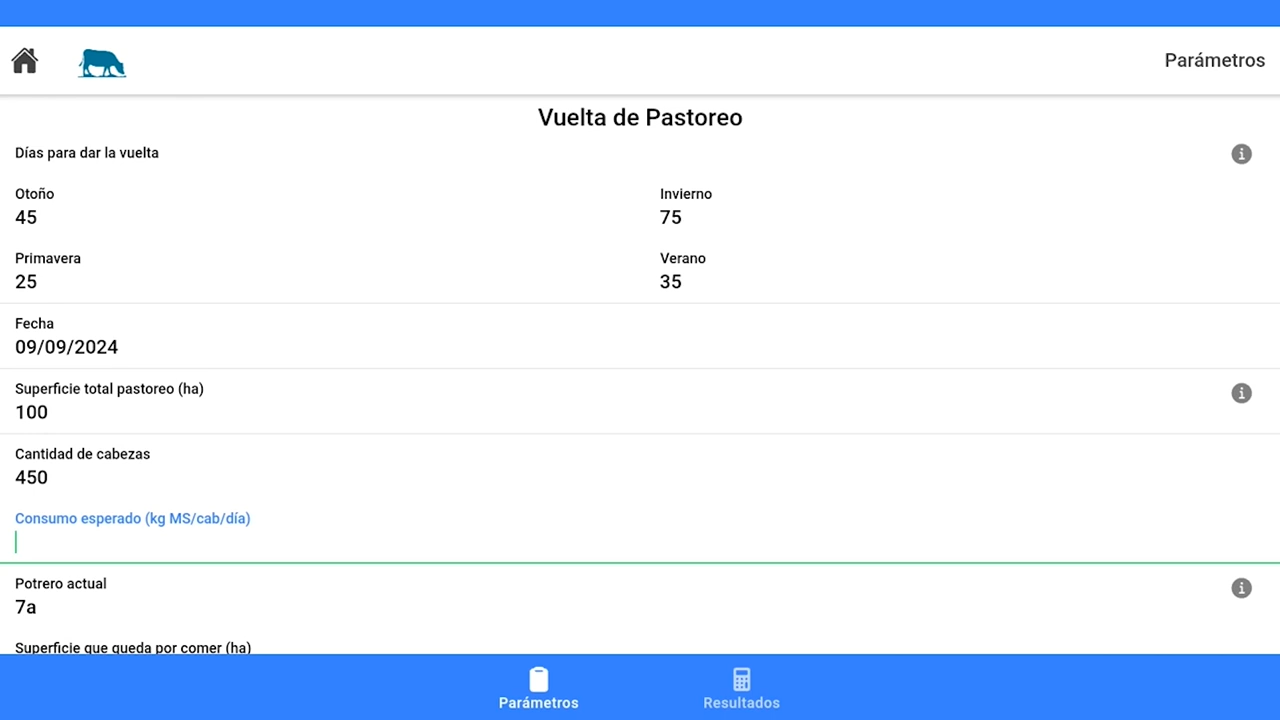 Parámetros
Vuelta de Pastoreo
Días para dar la vuelta
Otoño
45
Invierno
75
Primavera
25
Verano
35
Fecha
09/09/2024
Superficie total pastoreo (ha)
100
Cantidad de cabezas
450
Consumo esperado (kg MS/cab/día)
Potrero actual
7a
Superficie que queda por comer (ha)
Parámetros
Resultados